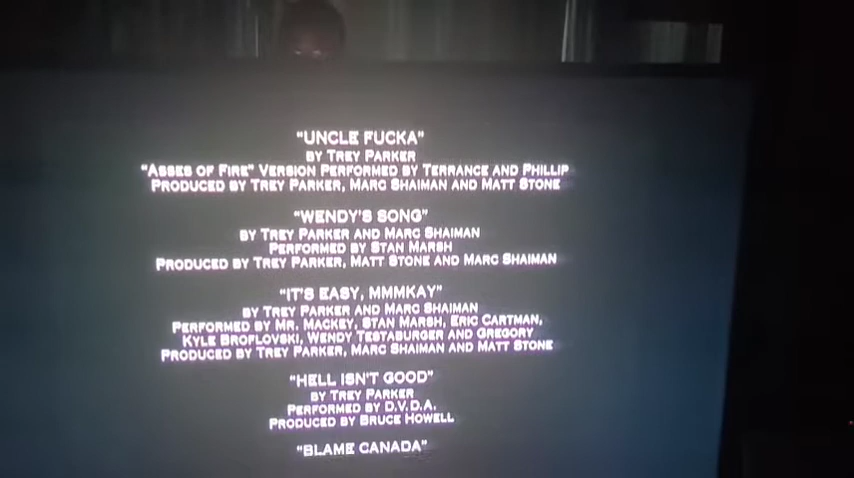 "UNCLE FUCKA"
BY TREY PARKER
"ASSES OF FIRE" VERSION PERFORMED BY TERRANCE AND PHILLIP
PRODUCED BY TREY PARKER, MARC SHAIMAN AND MATT STONE
"WENDY'S SONG"
BY TREY PARKER AND MARC SHAIMAN
PERFORMED BY STAN MARSH
PRODUCED BY TREY PARKER, MATT STONE AND MARC SHAIMAN
"IT'S EASY, MMMKAY"
BY TREY PARKER AND MARC SHAIMAN
PERFORMED BY MR. MACKEY, STAN MARSH, ERIC CARTMAN,
KYLE BROFLOVSKI, WENDY TESTABURGER AND GREGORY
PRODUCED BY TREY PARKER, MARC SHAIMAN AND MATT STONE
"HELL ISN'T GOOD"
BY TREY PARKER
PERFORMED BY D.V.D.A.
PRODUCED BY BRUCE HOWELL
"BLAME CANADA"